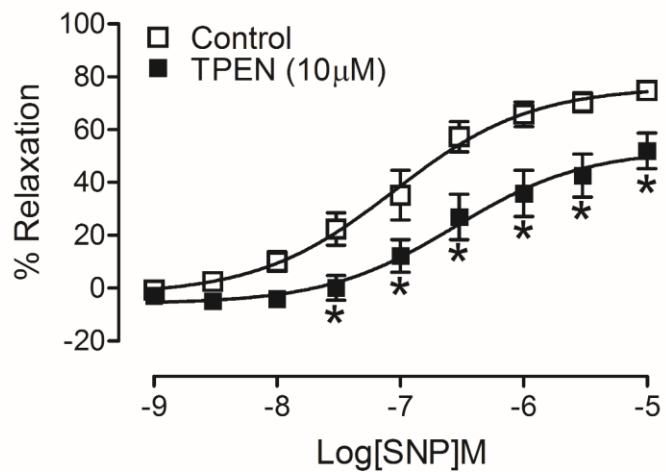 100
80
60
40
20
0
-20
% Relaxation
Control
TPEN (10μM)
* * * * * *
-9 -8 -7 -6 -5
Log[SNP]M